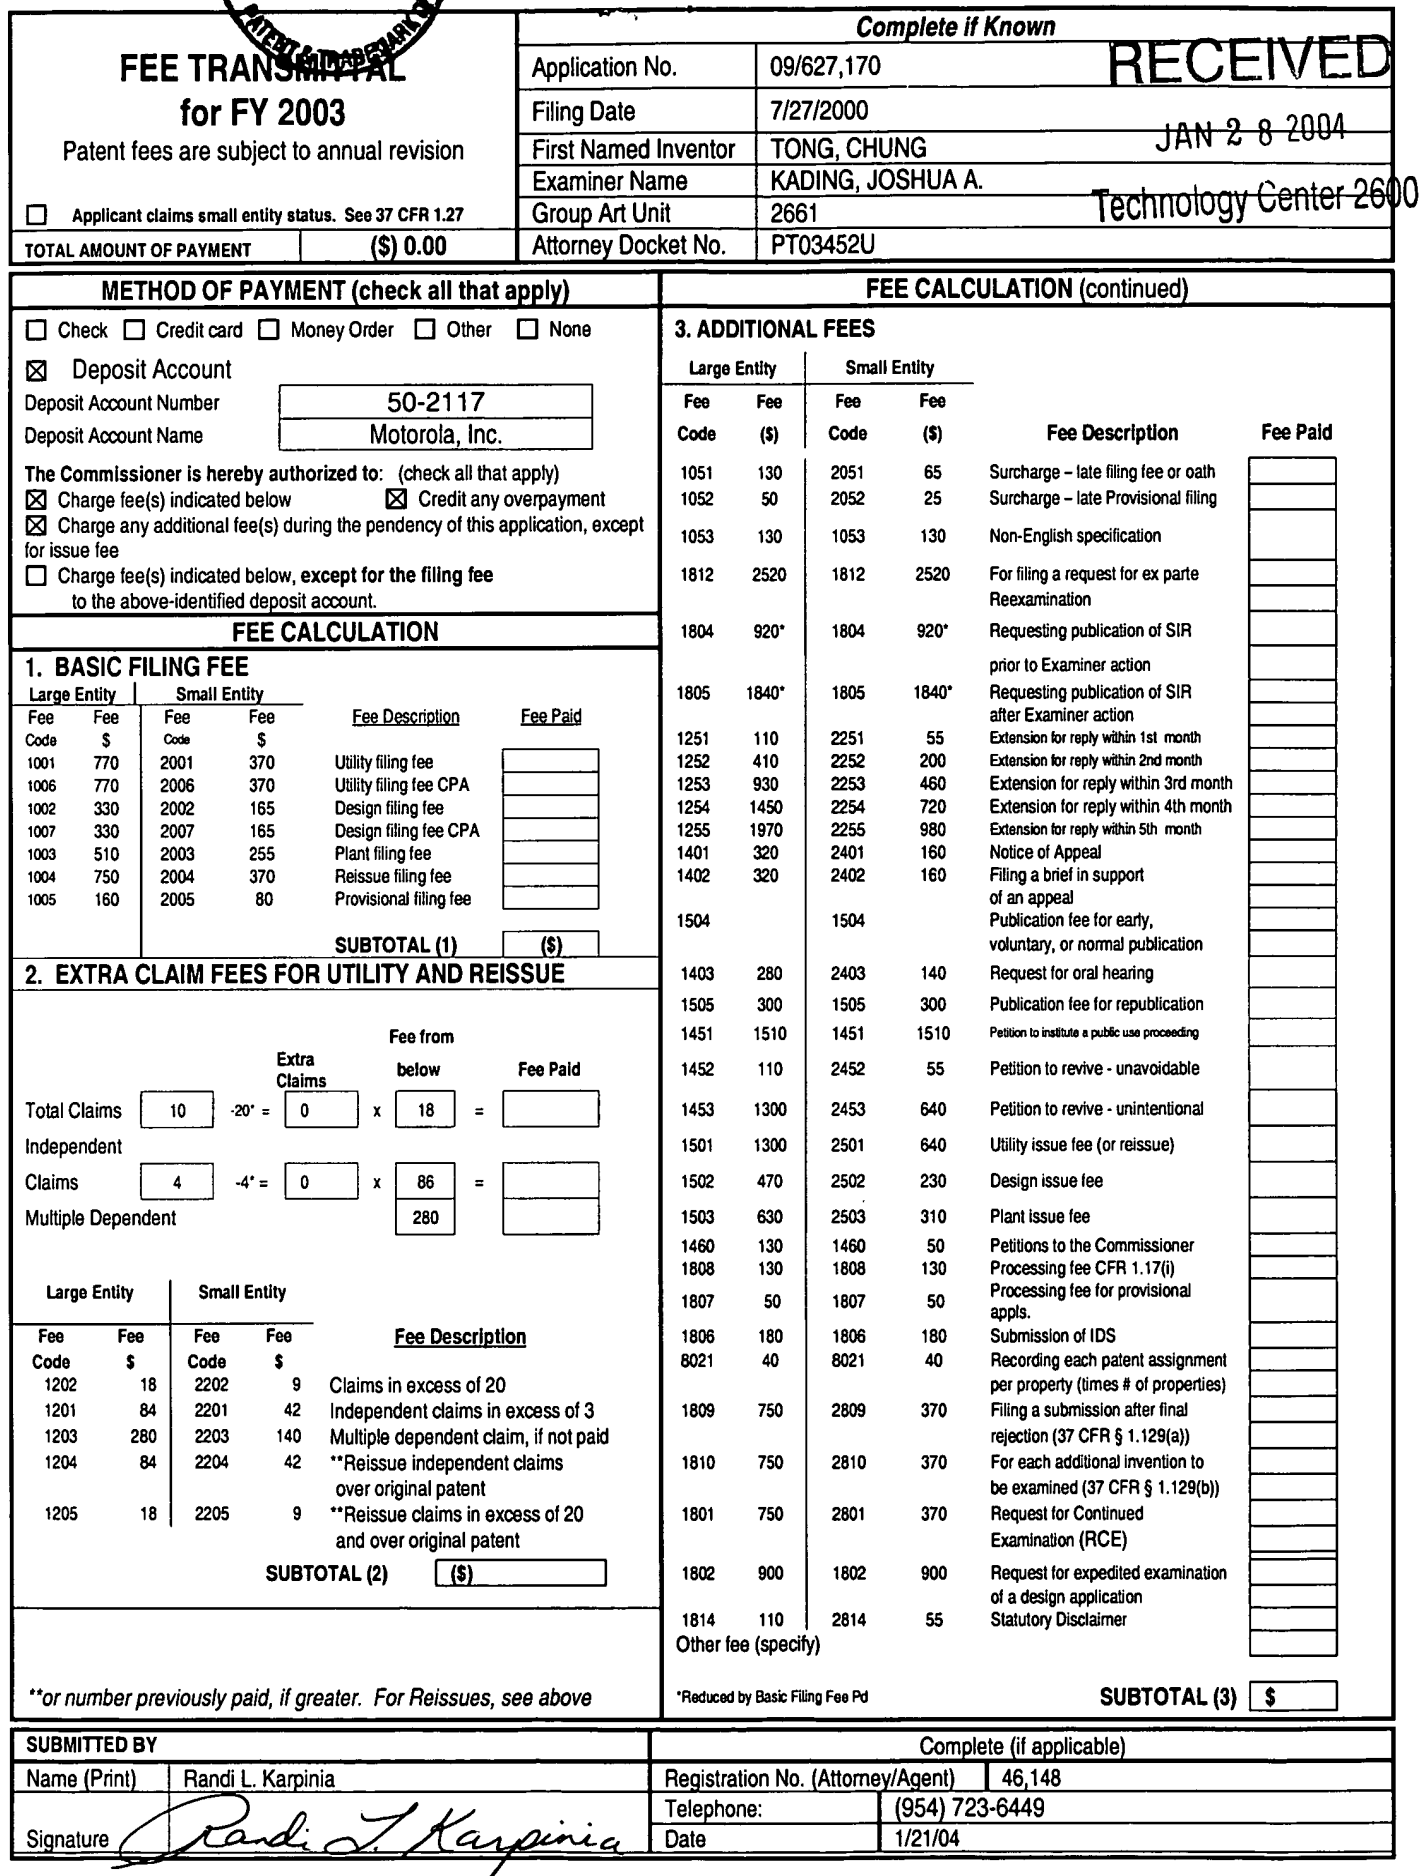 PATENT & TRADEMARK
FEE TRANSMITTAL
for FY 2003
Patent fees are subject to annual revision
☐ Applicant claims small entity status. See 37 CFR 1.27
TOTAL AMOUNT OF PAYMENT ($) 0.00
Complete if Known
Application No. 09/627,170
Filing Date 7/27/2000
First Named Inventor TONG, CHUNG
Examiner Name KADING, JOSHUA A.
Group Art Unit 2661
Attorney Docket No. PT03452U
RECEIVED
JAN 28 2004
Technology Center 2600
METHOD OF PAYMENT (check all that apply)
☐ Check ☐ Credit card ☐ Money Order ☐ Other ☐ None
☒ Deposit Account
Deposit Account Number 50-2117
Deposit Account Name Motorola, Inc.
The Commissioner is hereby authorized to: (check all that apply)
☒ Charge fee(s) indicated below ☒ Credit any overpayment
☒ Charge any additional fee(s) during the pendency of this application, except
for issue fee
☐ Charge fee(s) indicated below, except for the filing fee
to the above-identified deposit account.
FEE CALCULATION
1. BASIC FILING FEE
Large Entity Small Entity
Fee Fee Fee Fee Fee Description Fee Paid
Code $ Code $
1001 770 2001 370 Utility filing fee
1006 770 2006 370 Utility filing fee CPA
1002 330 2002 165 Design filing fee
1007 330 2007 165 Design filing fee CPA
1003 510 2003 255 Plant filing fee
1004 750 2004 370 Reissue filing fee
1005 160 2005 80 Provisional filing fee
SUBTOTAL (1) ($)
2. EXTRA CLAIM FEES FOR UTILITY AND REISSUE
Fee from
Extra below Fee Paid
Claims
Total Claims 10 -20* = 0 x 18 =
Independent
Claims 4 -4* = 0 x 86 =
Multiple Dependent 280
Large Entity Small Entity
Fee Fee Fee Fee Fee Description
Code $ Code $
1202 18 2202 9 Claims in excess of 20
1201 84 2201 42 Independent claims in excess of 3
1203 280 2203 140 Multiple dependent claim, if not paid
1204 84 2204 42 **Reissue independent claims
over original patent
1205 18 2205 9 **Reissue claims in excess of 20
and over original patent
SUBTOTAL (2) ($)
**or number previously paid, if greater. For Reissues, see above
FEE CALCULATION (continued)
3. ADDITIONAL FEES
Large Entity Small Entity
Fee Fee Fee Fee
Code ($) Code ($) Fee Description Fee Paid
1051 130 2051 65 Surcharge – late filing fee or oath
1052 50 2052 25 Surcharge – late Provisional filing
1053 130 1053 130 Non-English specification
1812 2520 1812 2520 For filing a request for ex parte
Reexamination
1804 920* 1804 920* Requesting publication of SIR
prior to Examiner action
1805 1840* 1805 1840* Requesting publication of SIR
after Examiner action
1251 110 2251 55 Extension for reply within 1st month
1252 410 2252 200 Extension for reply within 2nd month
1253 930 2253 460 Extension for reply within 3rd month
1254 1450 2254 720 Extension for reply within 4th month
1255 1970 2255 980 Extension for reply within 5th month
1401 320 2401 160 Notice of Appeal
1402 320 2402 160 Filing a brief in support
of an appeal
1504 1504 Publication fee for early,
voluntary, or normal publication
1403 280 2403 140 Request for oral hearing
1505 300 1505 300 Publication fee for republication
1451 1510 1451 1510 Petition to institute a public use proceeding
1452 110 2452 55 Petition to revive - unavoidable
1453 1300 2453 640 Petition to revive - unintentional
1501 1300 2501 640 Utility issue fee (or reissue)
1502 470 2502 230 Design issue fee
1503 630 2503 310 Plant issue fee
1460 130 1460 50 Petitions to the Commissioner
1808 130 1808 130 Processing fee CFR 1.17(i)
1807 50 1807 50 Processing fee for provisional
appls.
1806 180 1806 180 Submission of IDS
8021 40 8021 40 Recording each patent assignment
per property (times # of properties)
1809 750 2809 370 Filing a submission after final
rejection (37 CFR § 1.129(a))
1810 750 2810 370 For each additional invention to
be examined (37 CFR § 1.129(b))
1801 750 2801 370 Request for Continued
Examination (RCE)
1802 900 1802 900 Request for expedited examination
of a design application
1814 110 2814 55 Statutory Disclaimer
Other fee (specify)
*Reduced by Basic Filing Fee Pd SUBTOTAL (3) $
SUBMITTED BY
Name (Print) Randi L. Karpinia
Signature Randi L. Karpinia
Complete (if applicable)
Registration No. (Attorney/Agent) 46,148
Telephone: (954) 723-6449
Date 1/21/04